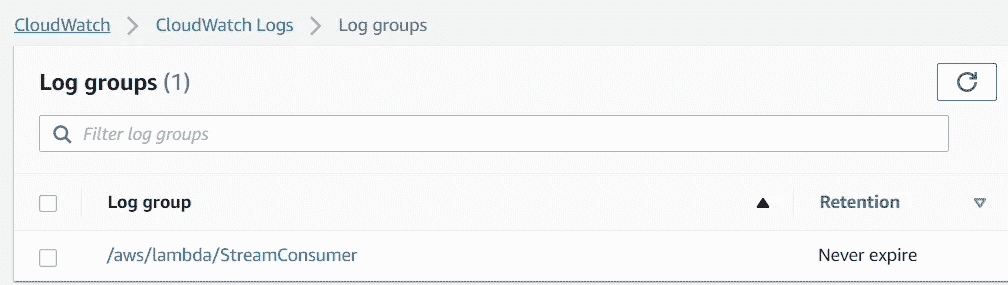 CloudWatch > CloudWatch Logs > Log groups
Log groups (1)
Filter log groups
Log group Retention
/aws/lambda/StreamConsumer Never expire